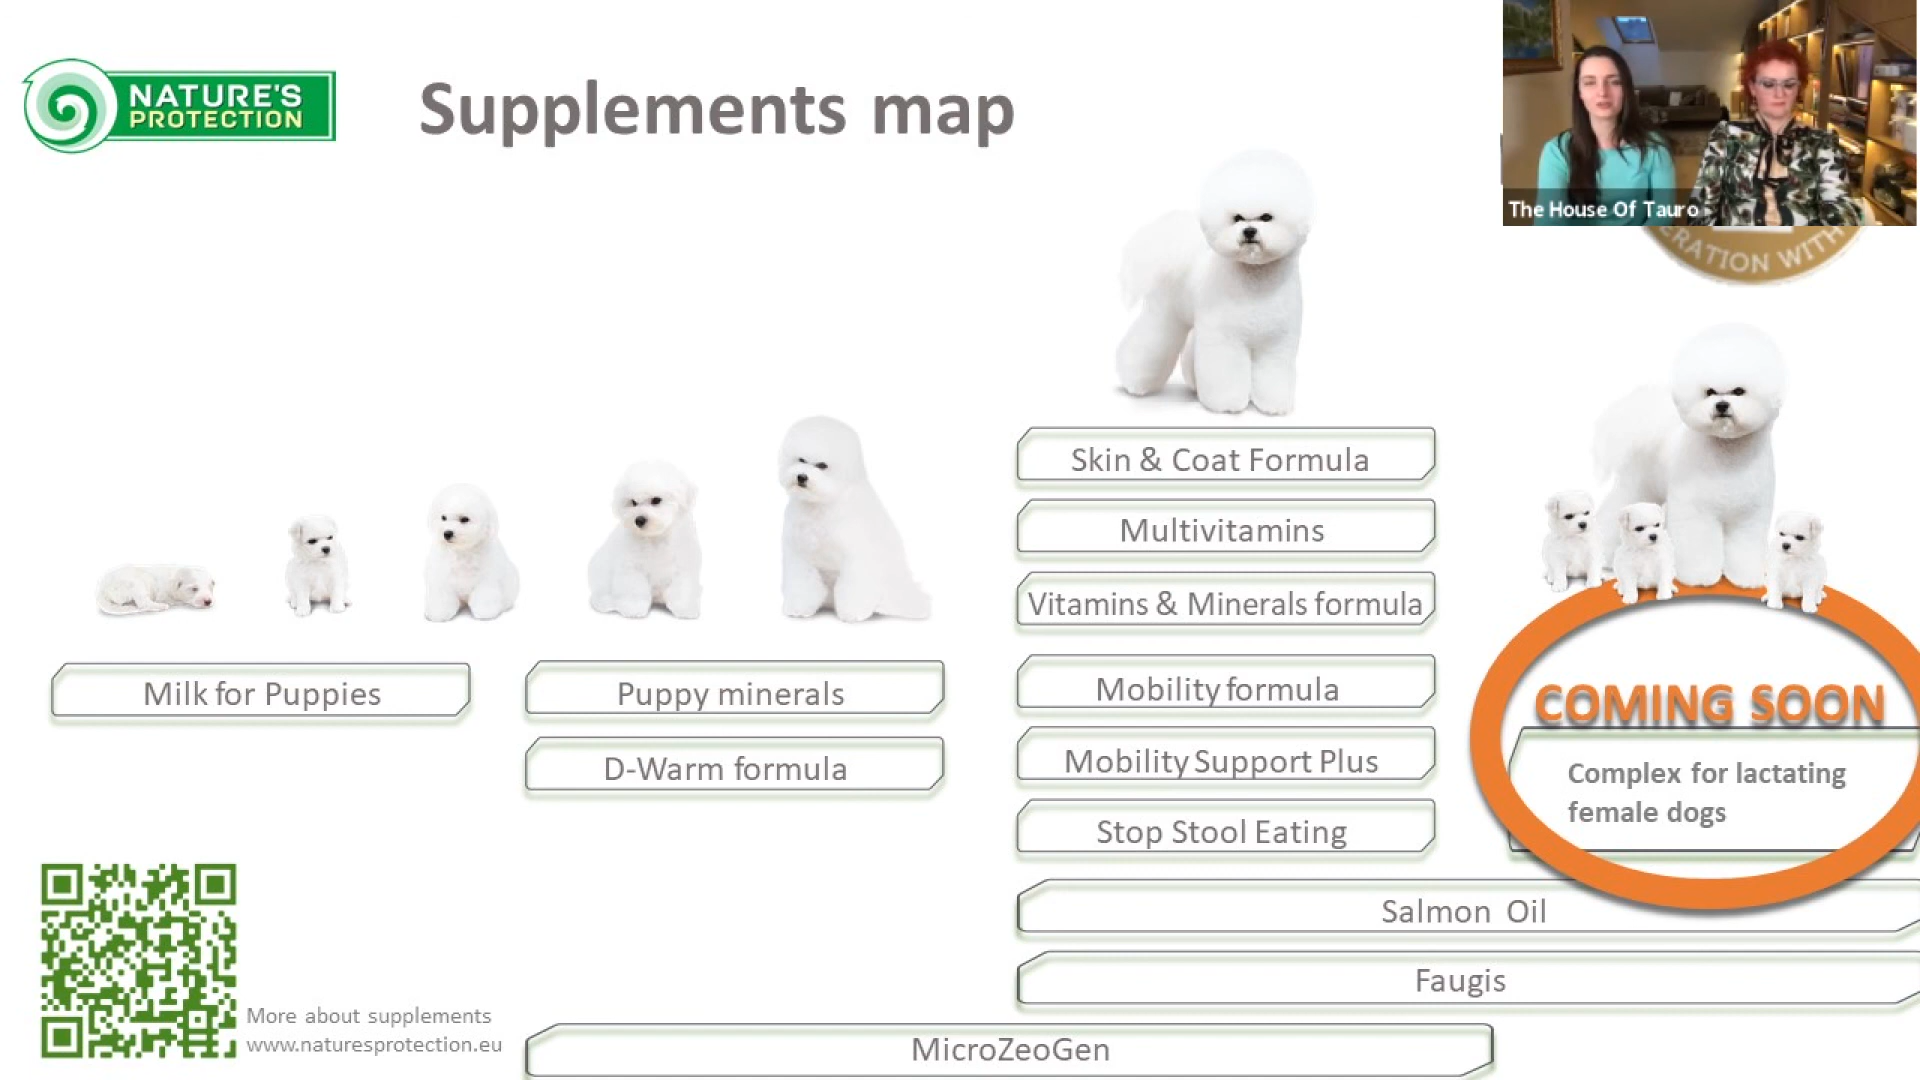 NATURE'S
PROTECTION
Supplements map
The House Of Tauro
ERATION WITH
Skin & Coat Formula
Multivitamins
Vitamins & Minerals formula
Milk for Puppies
Puppy minerals
Mobility formula
COMING SOON
D-Warm formula
Mobility Support Plus
Complex for lactating
female dogs
Stop Stool Eating
Salmon Oil
Faugis
More about supplements
www.naturesprotection.eu
MicroZeoGen